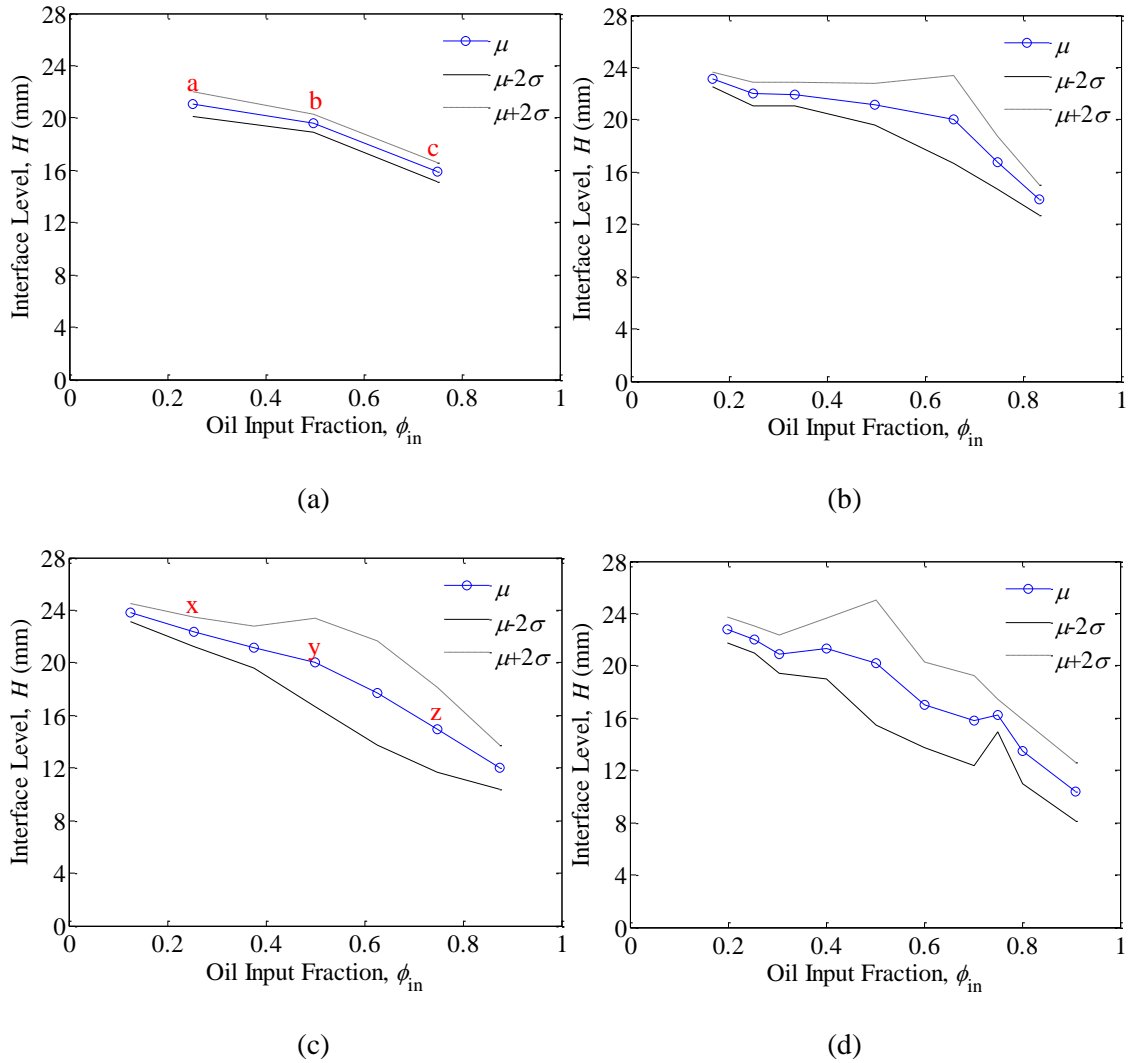 28
24
20
16
12
8
4
0
Interface Level, H (mm)
μ
μ-2σ
μ+2σ
a
b
c
0 0.2 0.4 0.6 0.8 1
Oil Input Fraction, ϕin
(a)
28
24
20
16
12
8
4
0
Interface Level, H (mm)
μ
μ-2σ
μ+2σ
0 0.2 0.4 0.6 0.8 1
Oil Input Fraction, ϕin
(b)
28
24
20
16
12
8
4
0
Interface Level, H (mm)
μ
μ-2σ
μ+2σ
x
y
z
0 0.2 0.4 0.6 0.8 1
Oil Input Fraction, ϕin
(c)
28
24
20
16
12
8
4
0
Interface Level, H (mm)
μ
μ-2σ
μ+2σ
0 0.2 0.4 0.6 0.8 1
Oil Input Fraction, ϕin
(d)